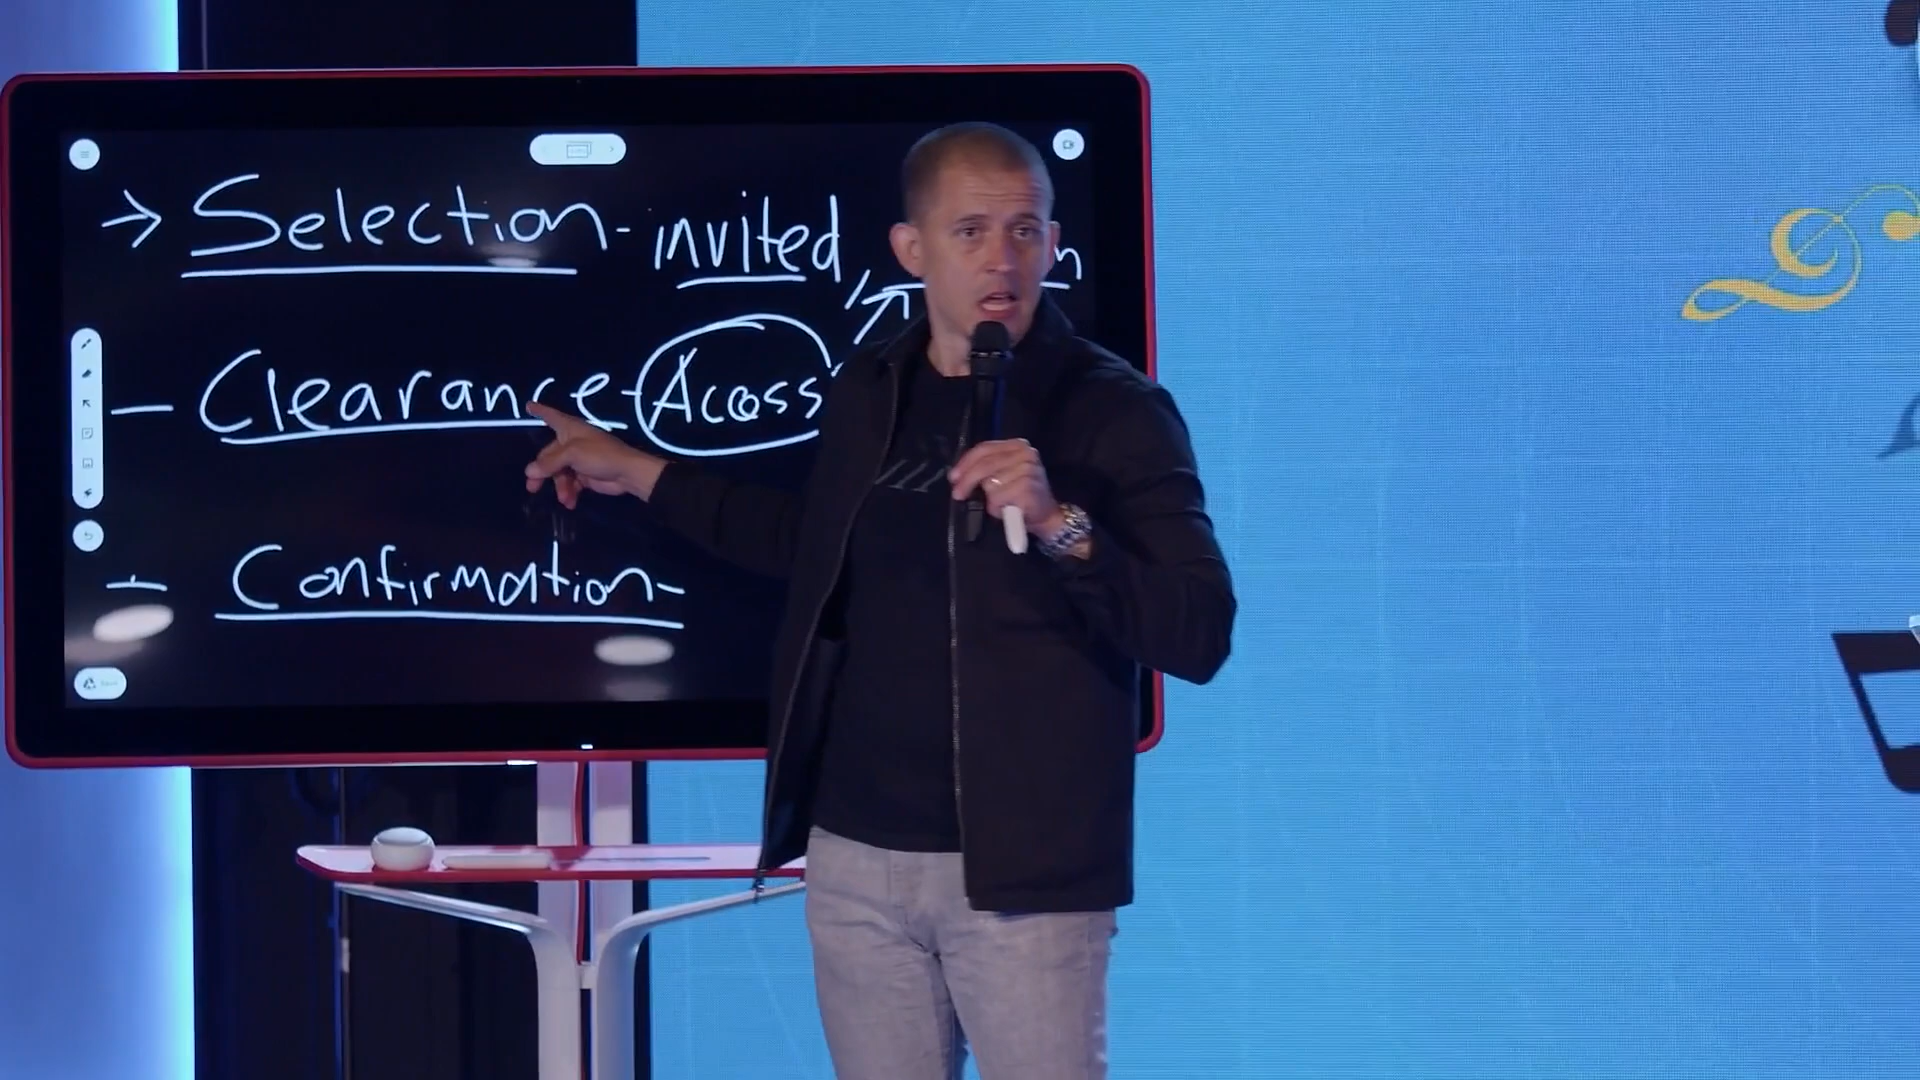 → Selection - invited,
— Clearance - Access
— Confirmation -